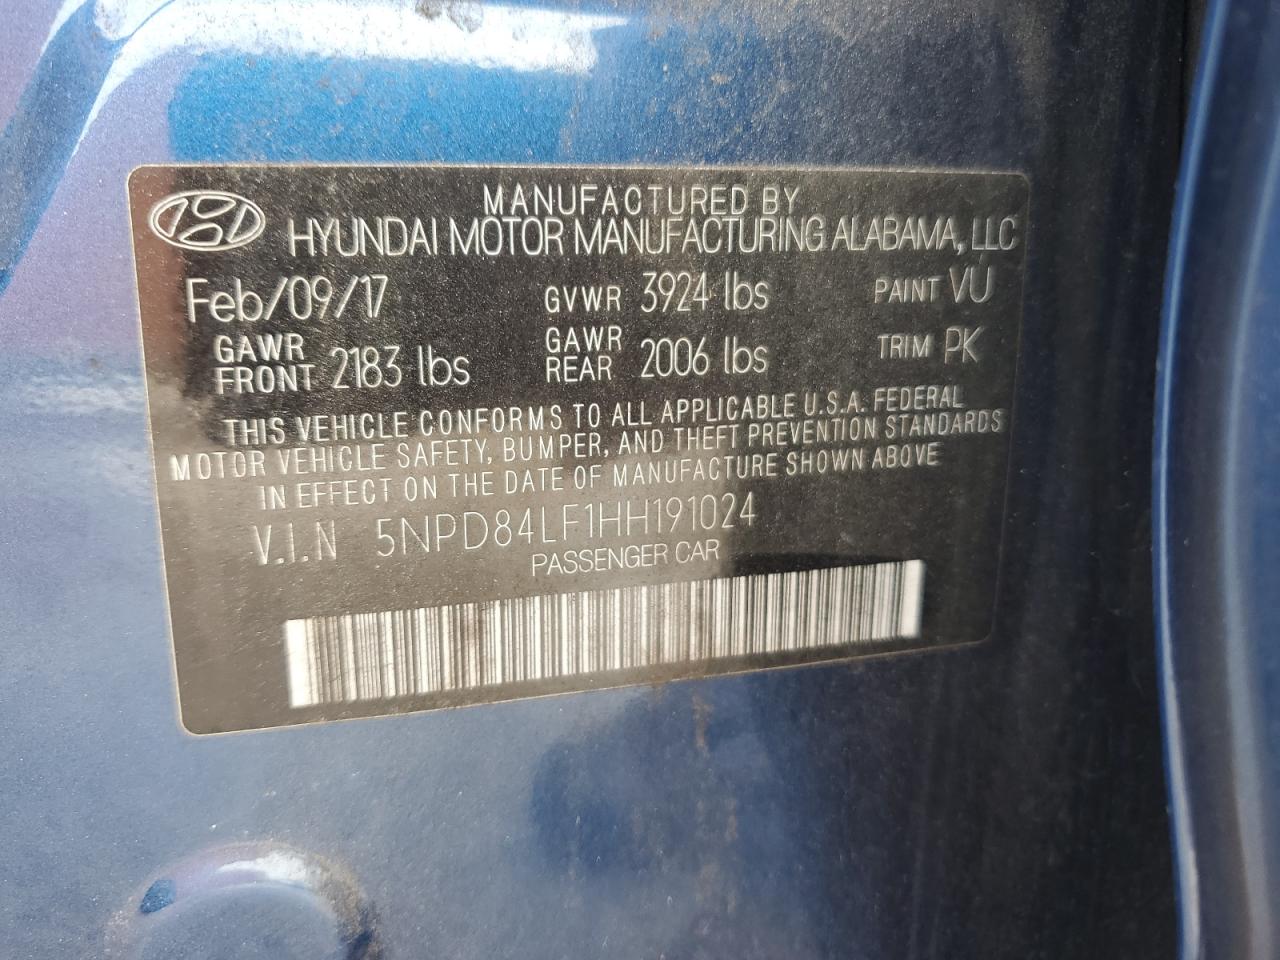 MANUFACTURED BY
HYUNDAI MOTOR MANUFACTURING ALABAMA, LLC
Feb/09/17 GVWR 3924 lbs PAINT VU
GAWR FRONT 2183 lbs GAWR REAR 2006 lbs TRIM PK
THIS VEHICLE CONFORMS TO ALL APPLICABLE U.S.A. FEDERAL
MOTOR VEHICLE SAFETY, BUMPER, AND THEFT PREVENTION STANDARDS
IN EFFECT ON THE DATE OF MANUFACTURE SHOWN ABOVE
V.I.N 5NPD84LF1HH191024
PASSENGER CAR